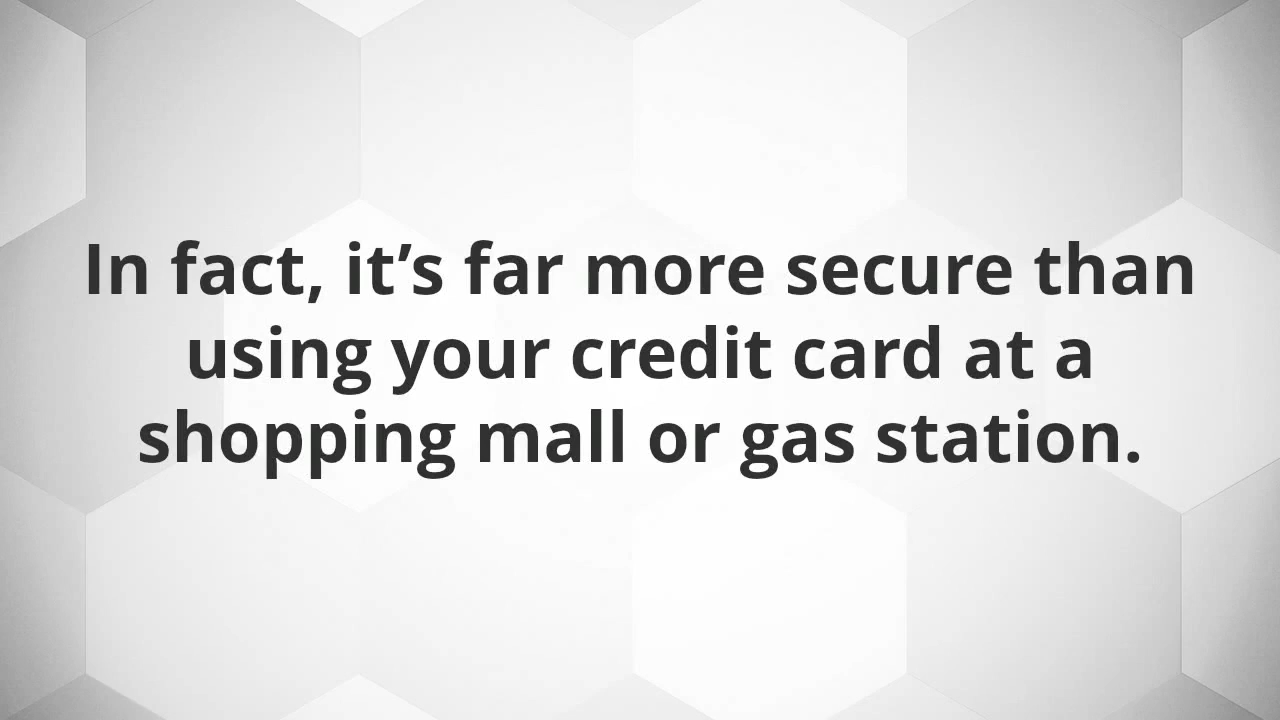 In fact, it’s far more secure than
using your credit card at a
shopping mall or gas station.